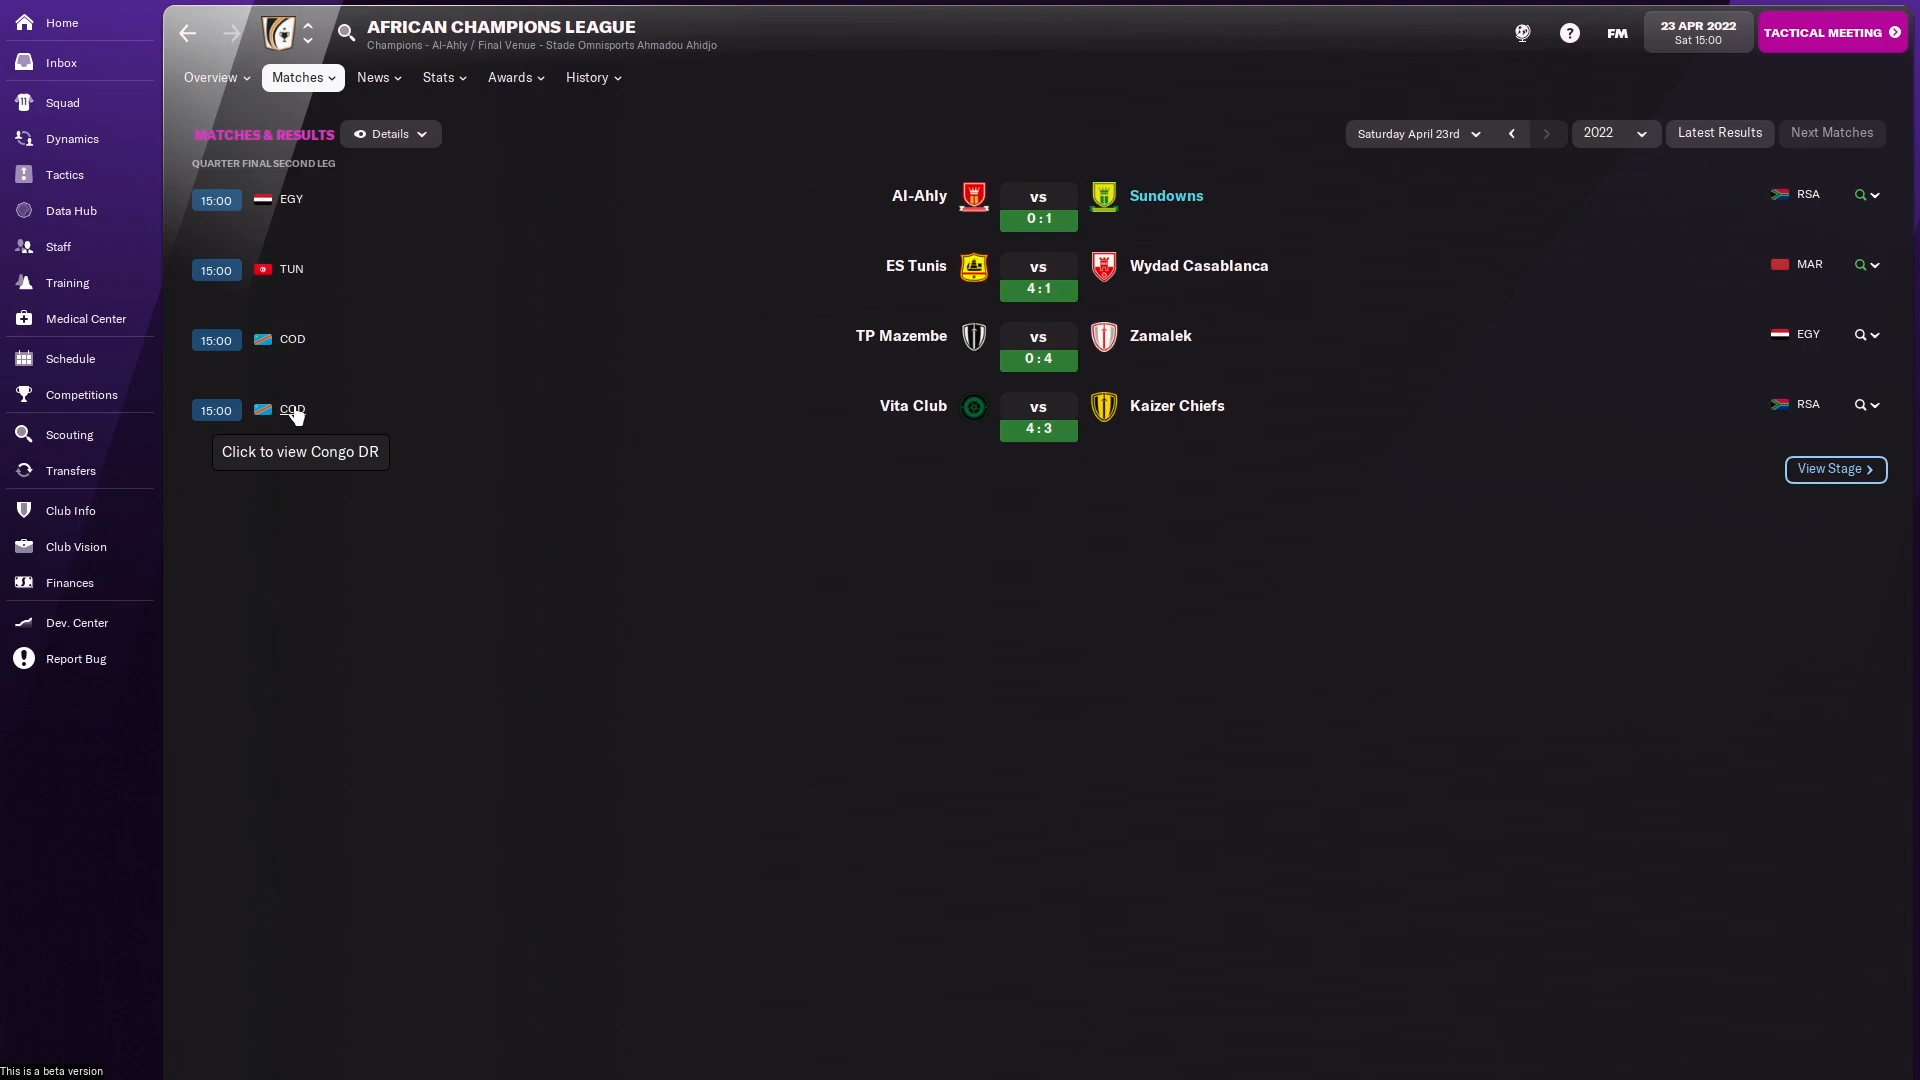 Home
Inbox
Squad
Dynamics
Tactics
Data Hub
Staff
Training
Medical Center
Schedule
Competitions
Scouting
Transfers
Club Info
Club Vision
Finances
Dev. Center
Report Bug
This is a beta version
AFRICAN CHAMPIONS LEAGUE
Champions - Al-Ahly / Final Venue - Stade Omnisports Ahmadou Ahidjo
FM
23 APR 2022
Sat 15:00
TACTICAL MEETING
Overview Matches News Stats Awards History
MATCHES & RESULTS Details Saturday April 23rd 2022 Latest Results Next Matches
QUARTER FINAL SECOND LEG
15:00 EGY Al-Ahly vs Sundowns RSA
0 : 1
15:00 TUN ES Tunis vs Wydad Casablanca MAR
4 : 1
15:00 COD TP Mazembe vs Zamalek EGY
0 : 4
15:00 COD Vita Club vs Kaizer Chiefs RSA
4 : 3
Click to view Congo DR
View Stage